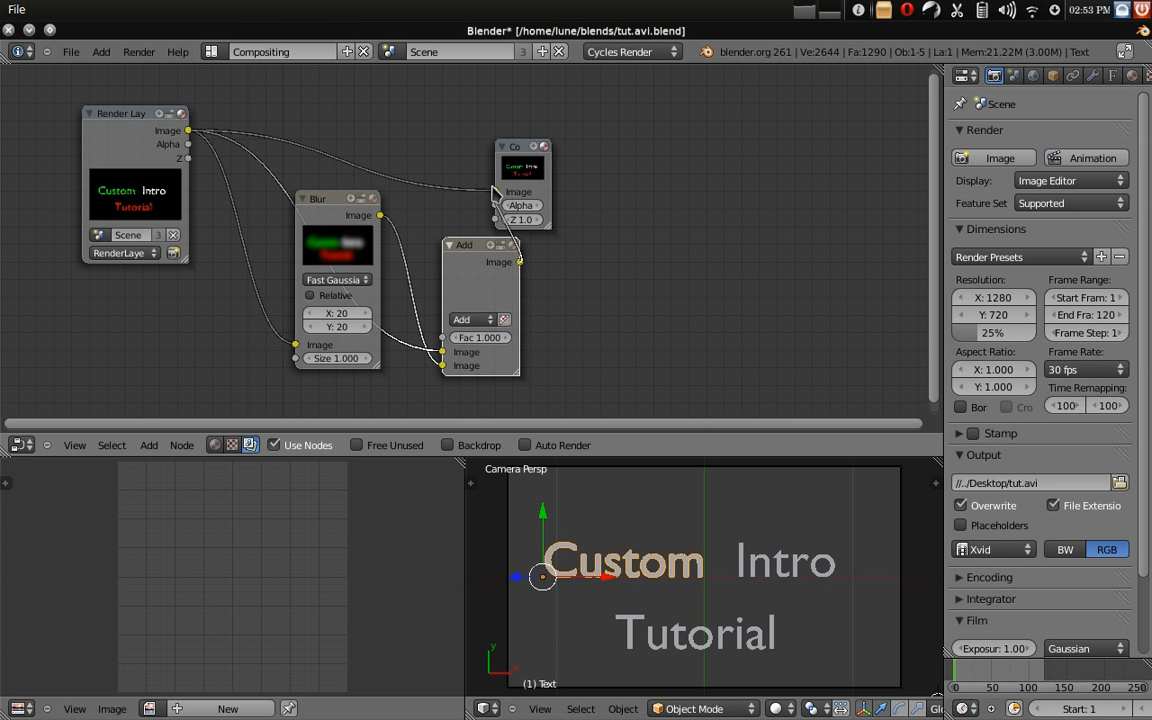 File
02:53 PM
Blender* [/home/lune/blends/tut.avi.blend]
File Add Render Help Compositing Scene 3 Cycles Render blender.org 261 | Ve:2644 | Fa:1290 | Ob:1-5 | La:1 | Mem:21.22M (3.00M) | Text
Render Lay
Image
Alpha
Z
Custom Intro
Tutorial
Scene 3
RenderLaye
Blur
Image
Fast Gaussia
Relative
X: 20
Y: 20
Image
Size 1.000
Co
Image
Alpha
Z 1.0
Add
Image
Add
Fac 1.000
Image
Image
View Select Add Node Use Nodes Free Unused Backdrop Auto Render
Camera Persp
Custom Intro
Tutorial
y
(1) Text
View Image New
View Select Object Object Mode Gl
F
Scene
Render
Image Animation
Display: Image Editor
Feature Set Supported
Dimensions
Render Presets
Resolution: Frame Range:
X: 1280 Start Fram: 1
Y: 720 End Fra: 120
25% Frame Step: 1
Aspect Ratio: Frame Rate:
X: 1.000 30 fps
Y: 1.000 Time Remapping:
Bor Cro 100 100
Stamp
Output
//../Desktop/tut.avi
Overwrite File Extensio
Placeholders
Xvid BW RGB
Encoding
Integrator
Film
Exposur: 1.00 Gaussian
0 50 100 150 200 250
Start: 1